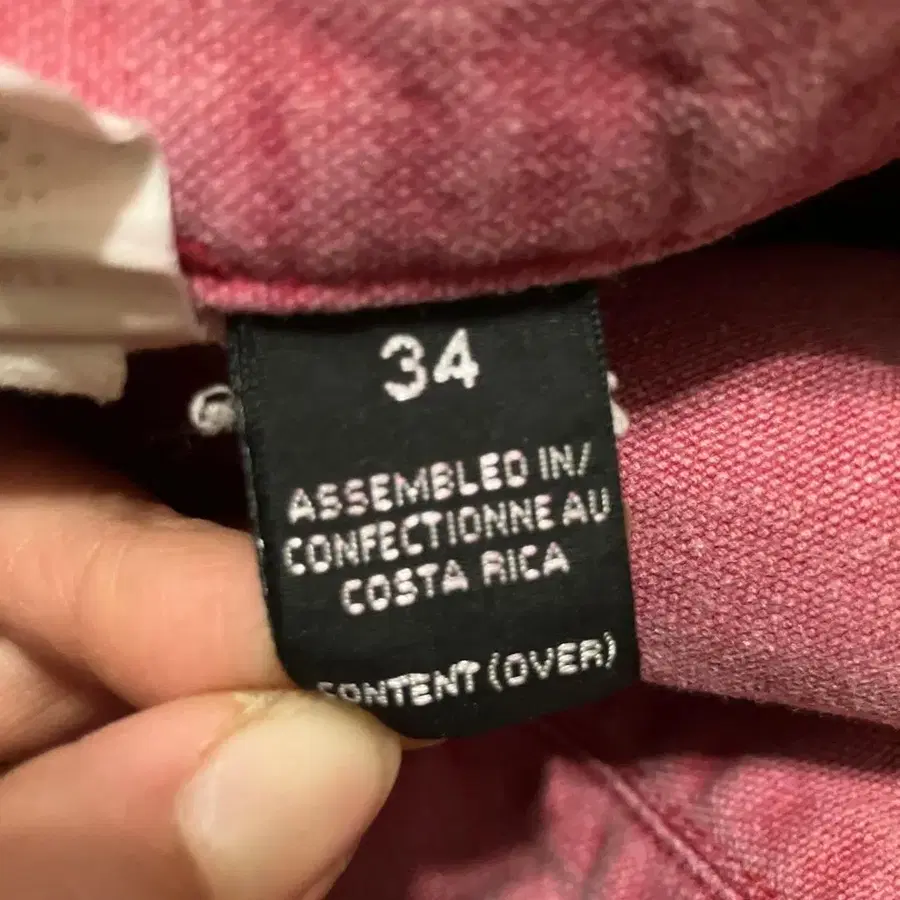 34
ASSEMBLED IN/
CONFECTIONNE AU
COSTA RICA
CONTENT (OVER)